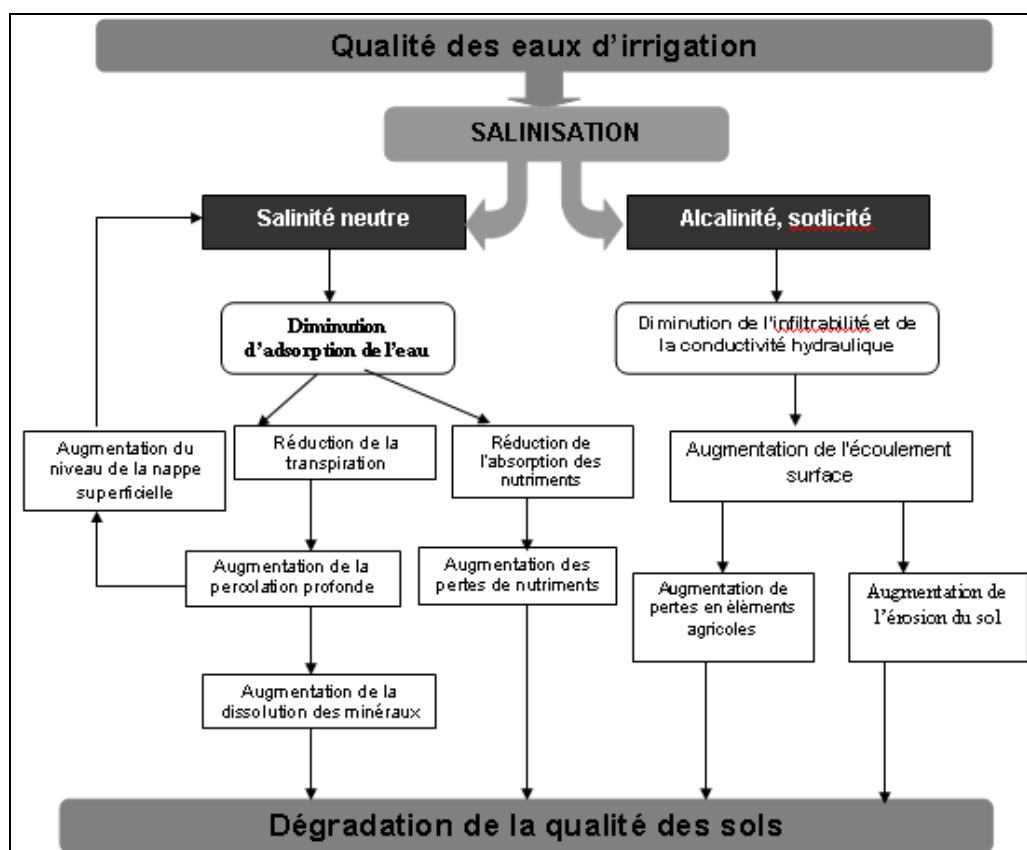 Qualité des eaux d'irrigation
SALINISATION
Salinité neutre
Alcalinité, sodicité
Diminution
d'adsorption de l'eau
Diminution de l'infiltrabilité et de
la conductivité hydraulique
Augmentation du
niveau de la nappe
superficielle
Réduction de la
transpiration
Réduction de
l'absorption des
nutriments
Augmentation de l'écoulement
surface
Augmentation de la
percolation profonde
Augmentation des
pertes de nutriments
Augmentation de
pertes en éléments
agricoles
Augmentation de
l'érosion du sol
Augmentation de la
dissolution des minéraux
Dégradation de la qualité des sols